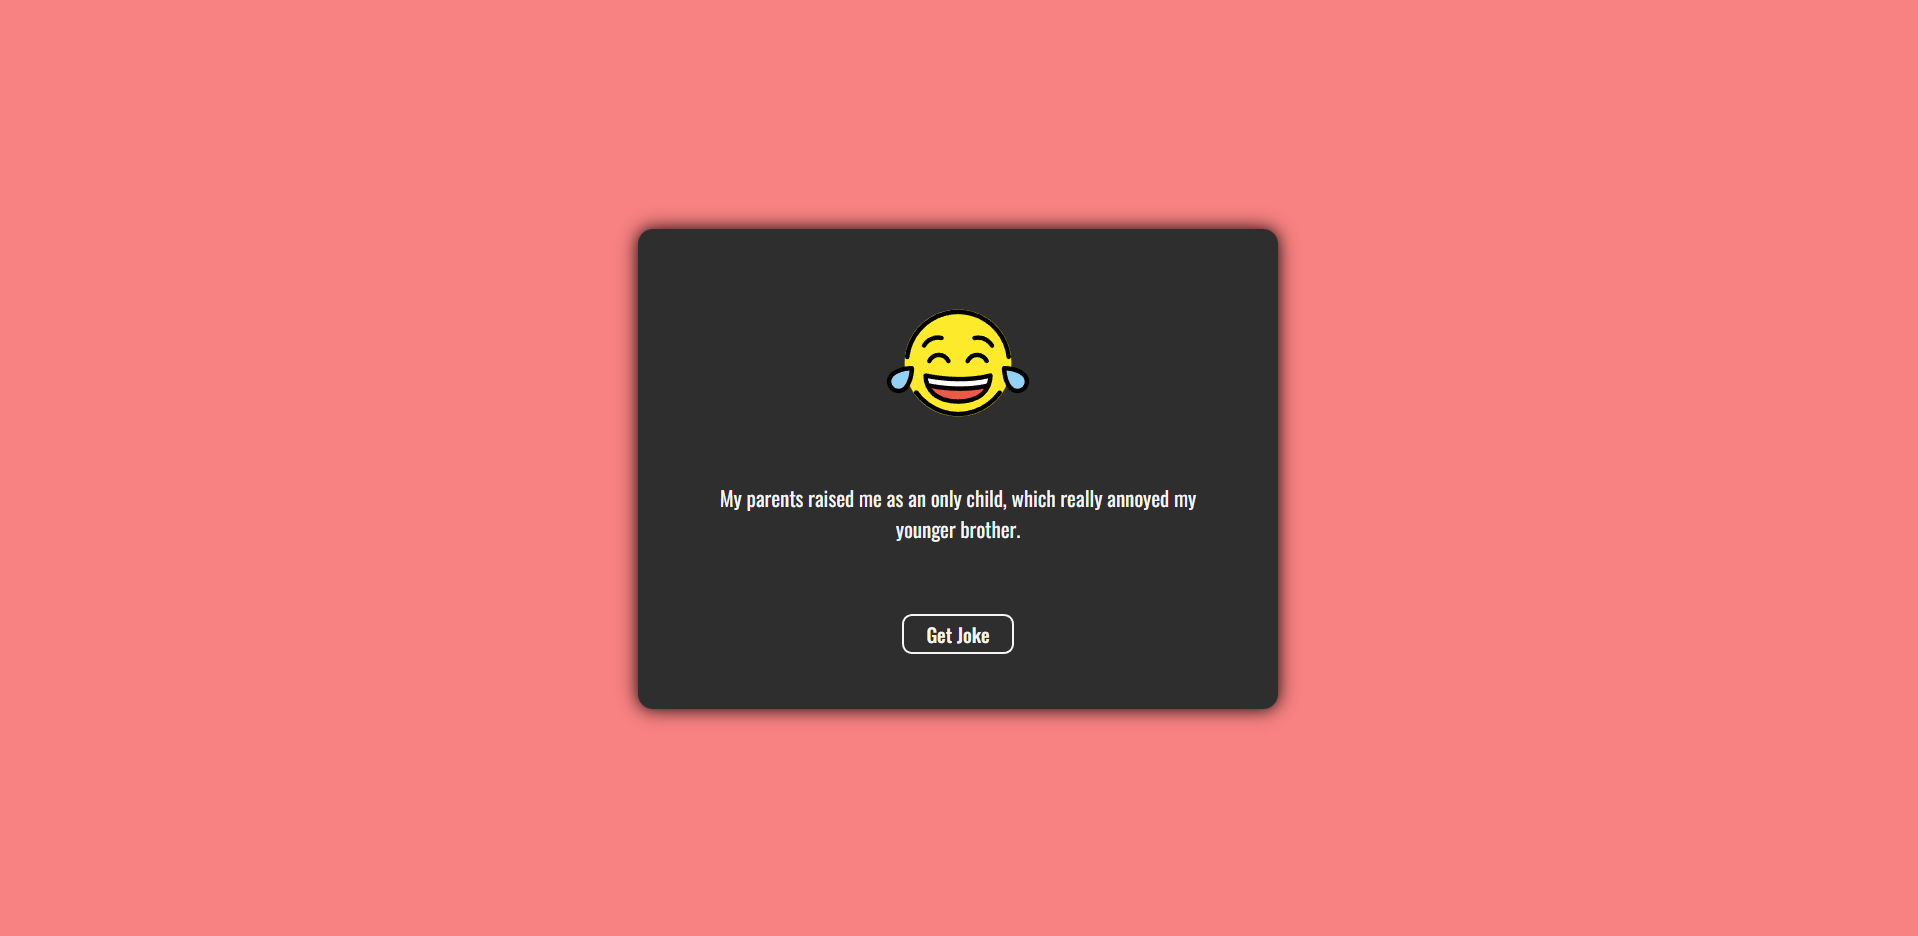 My parents raised me as an only child, which really annoyed my
younger brother.
Get Joke